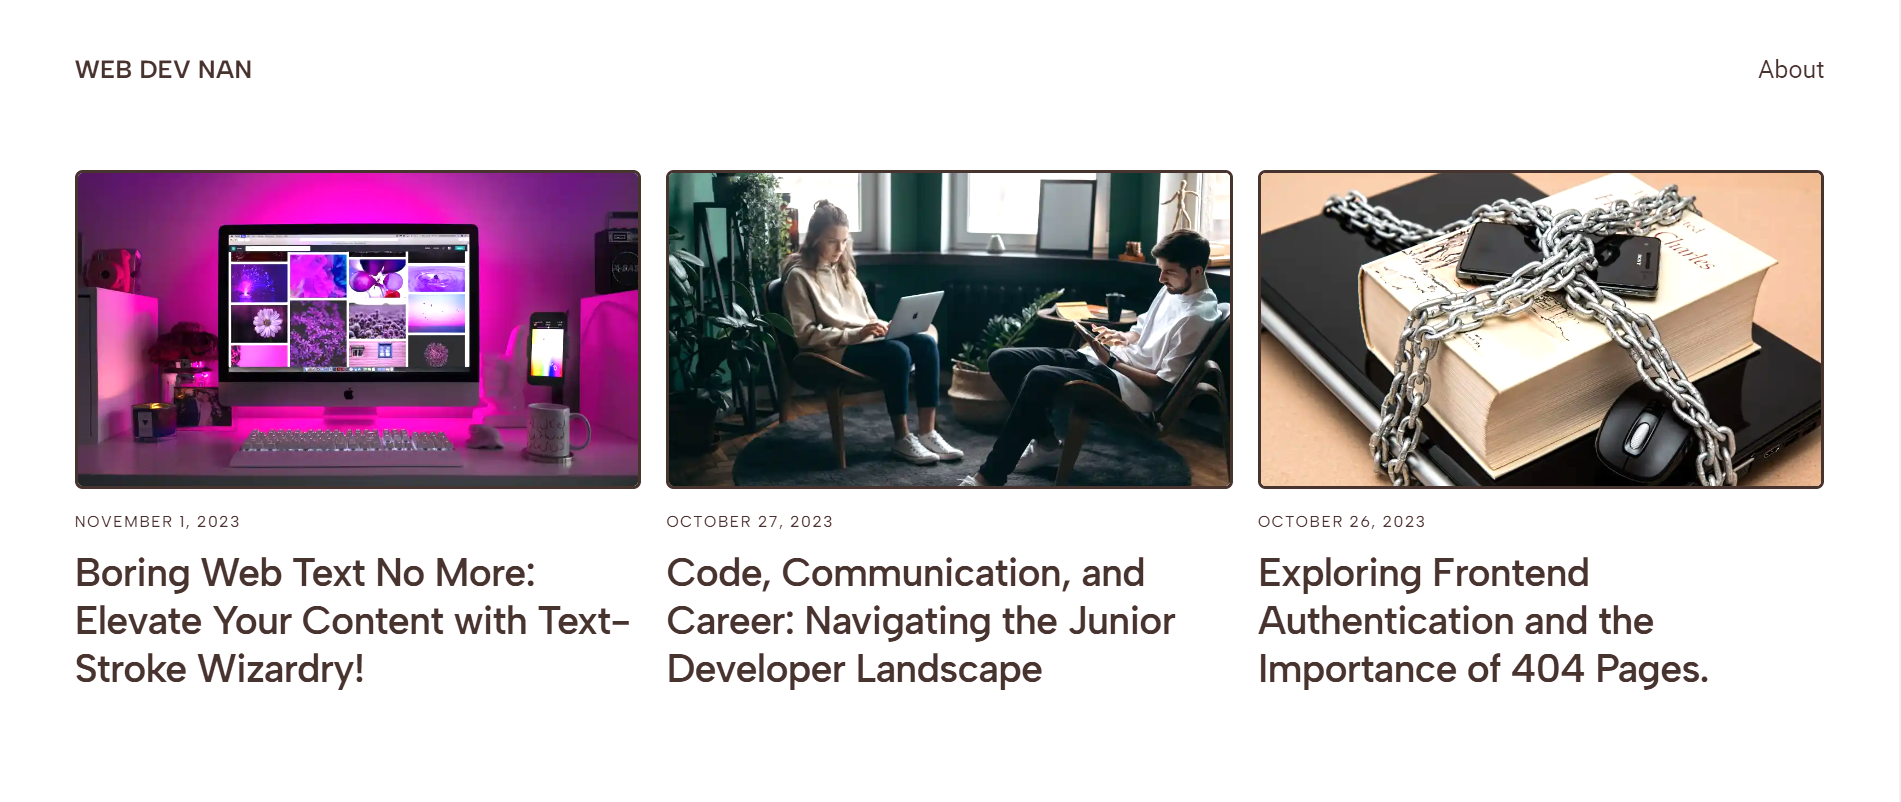 WEB DEV NAN
About
Charles
NOVEMBER 1, 2023
Boring Web Text No More:
Elevate Your Content with Text-
Stroke Wizardry!
OCTOBER 27, 2023
Code, Communication, and
Career: Navigating the Junior
Developer Landscape
OCTOBER 26, 2023
Exploring Frontend
Authentication and the
Importance of 404 Pages.